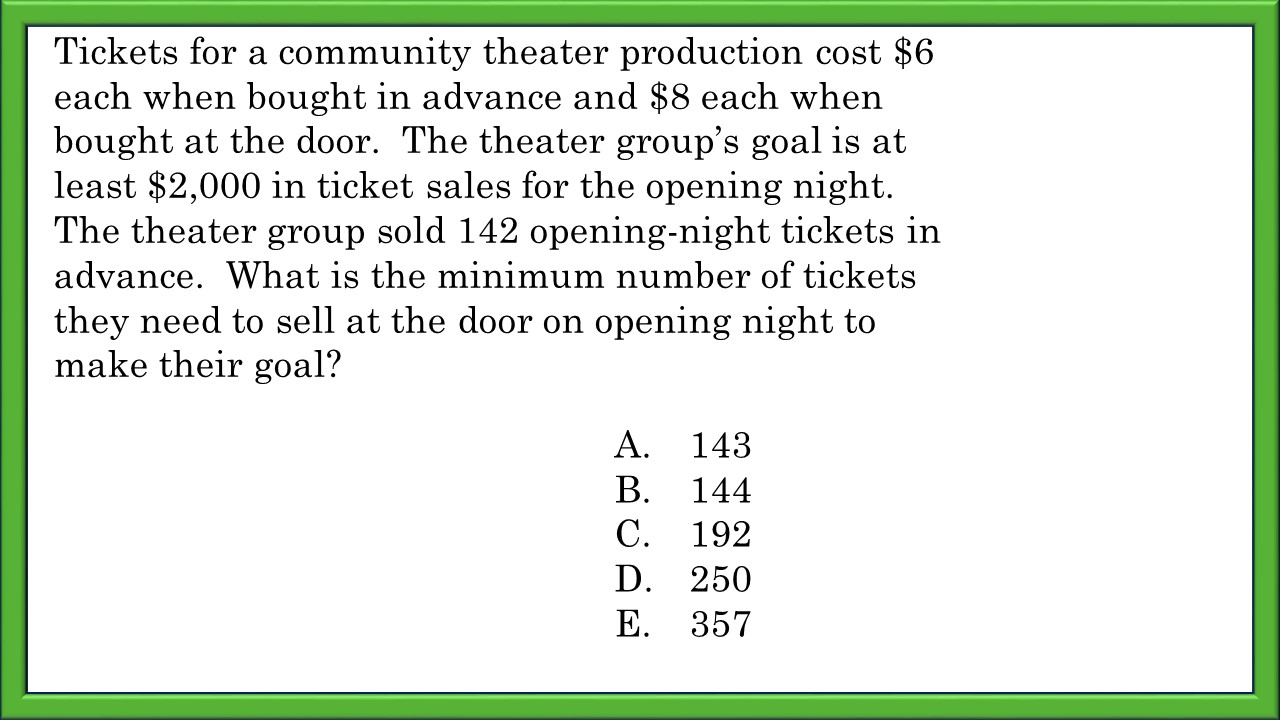 Tickets for a community theater production cost $6
each when bought in advance and $8 each when
bought at the door.  The theater group’s goal is at
least $2,000 in ticket sales for the opening night.
The theater group sold 142 opening-night tickets in
advance.  What is the minimum number of tickets
they need to sell at the door on opening night to
make their goal?
A. 143
B. 144
C. 192
D. 250
E. 357